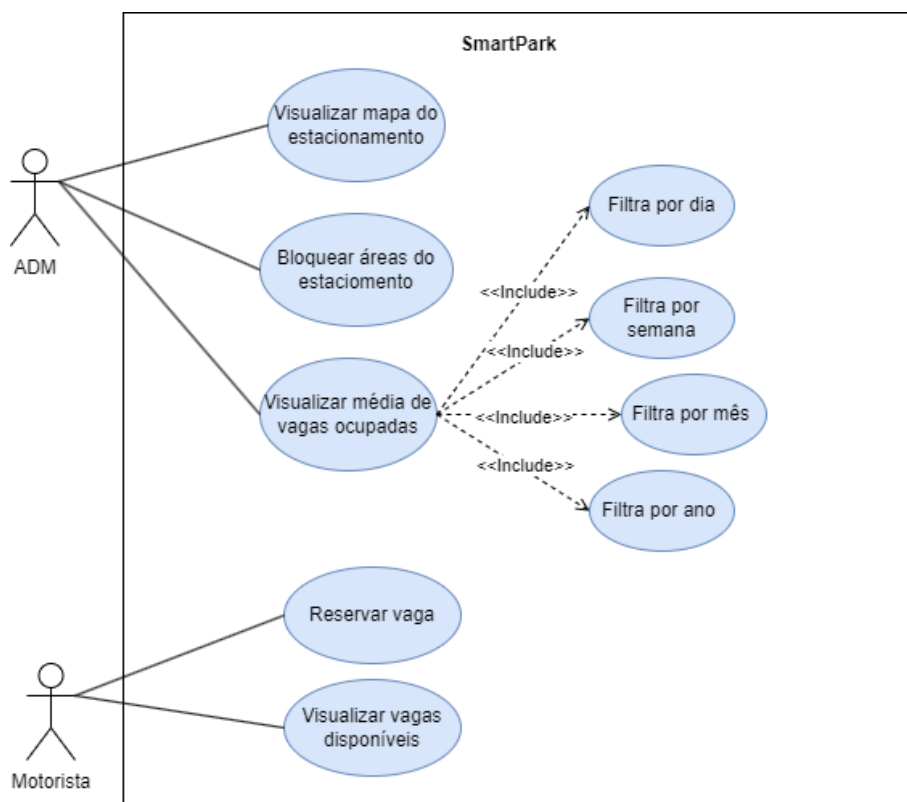 SmartPark
Visualizar mapa do
estacionamento
ADM
Bloquear áreas do
estaciomento
Visualizar média de
vagas ocupadas
<<Include>>
Filtra por dia
<<Include>>
Filtra por
semana
<<Include>>
Filtra por mês
<<Include>>
Filtra por ano
Motorista
Reservar vaga
Visualizar vagas
disponíveis